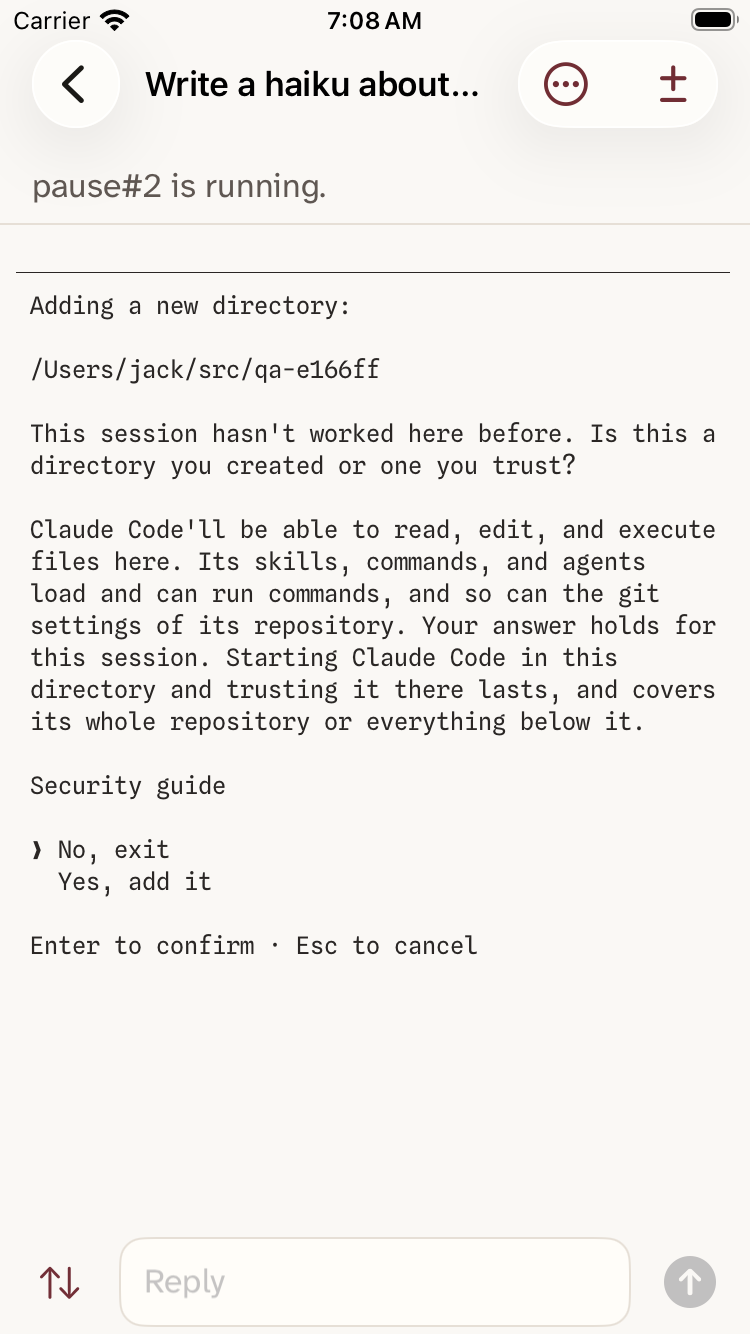 Carrier 7:08 AM
Write a haiku about...
pause#2 is running.
Adding a new directory:
/Users/jack/src/qa-e166ff
This session hasn't worked here before. Is this a
directory you created or one you trust?
Claude Code'll be able to read, edit, and execute
files here. Its skills, commands, and agents
load and can run commands, and so can the git
settings of its repository. Your answer holds for
this session. Starting Claude Code in this
directory and trusting it there lasts, and covers
its whole repository or everything below it.
Security guide
❯ No, exit
Yes, add it
Enter to confirm · Esc to cancel
Reply